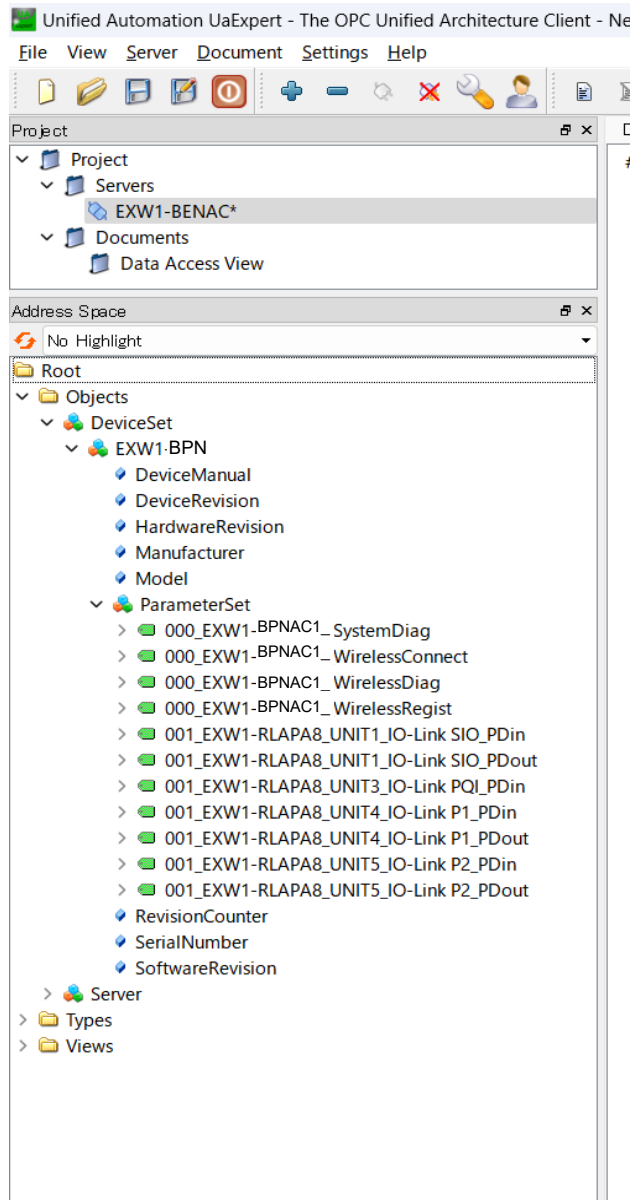 Unified Automation UaExpert - The OPC Unified Architecture Client - Ne
File View Server Document Settings Help
Project
Project
Servers
EXW1-BENAC*
Documents
Data Access View
Address Space
No Highlight
Root
Objects
DeviceSet
EXW1-BPN
DeviceManual
DeviceRevision
HardwareRevision
Manufacturer
Model
ParameterSet
000_EXW1-BPNAC1_SystemDiag
000_EXW1-BPNAC1_WirelessConnect
000_EXW1-BPNAC1_WirelessDiag
000_EXW1-BPNAC1_WirelessRegist
001_EXW1-RLAPA8_UNIT1_IO-Link SIO_PDin
001_EXW1-RLAPA8_UNIT1_IO-Link SIO_PDout
001_EXW1-RLAPA8_UNIT3_IO-Link PQI_PDin
001_EXW1-RLAPA8_UNIT4_IO-Link P1_PDin
001_EXW1-RLAPA8_UNIT4_IO-Link P1_PDout
001_EXW1-RLAPA8_UNIT5_IO-Link P2_PDin
001_EXW1-RLAPA8_UNIT5_IO-Link P2_PDout
RevisionCounter
SerialNumber
SoftwareRevision
Server
Types
Views